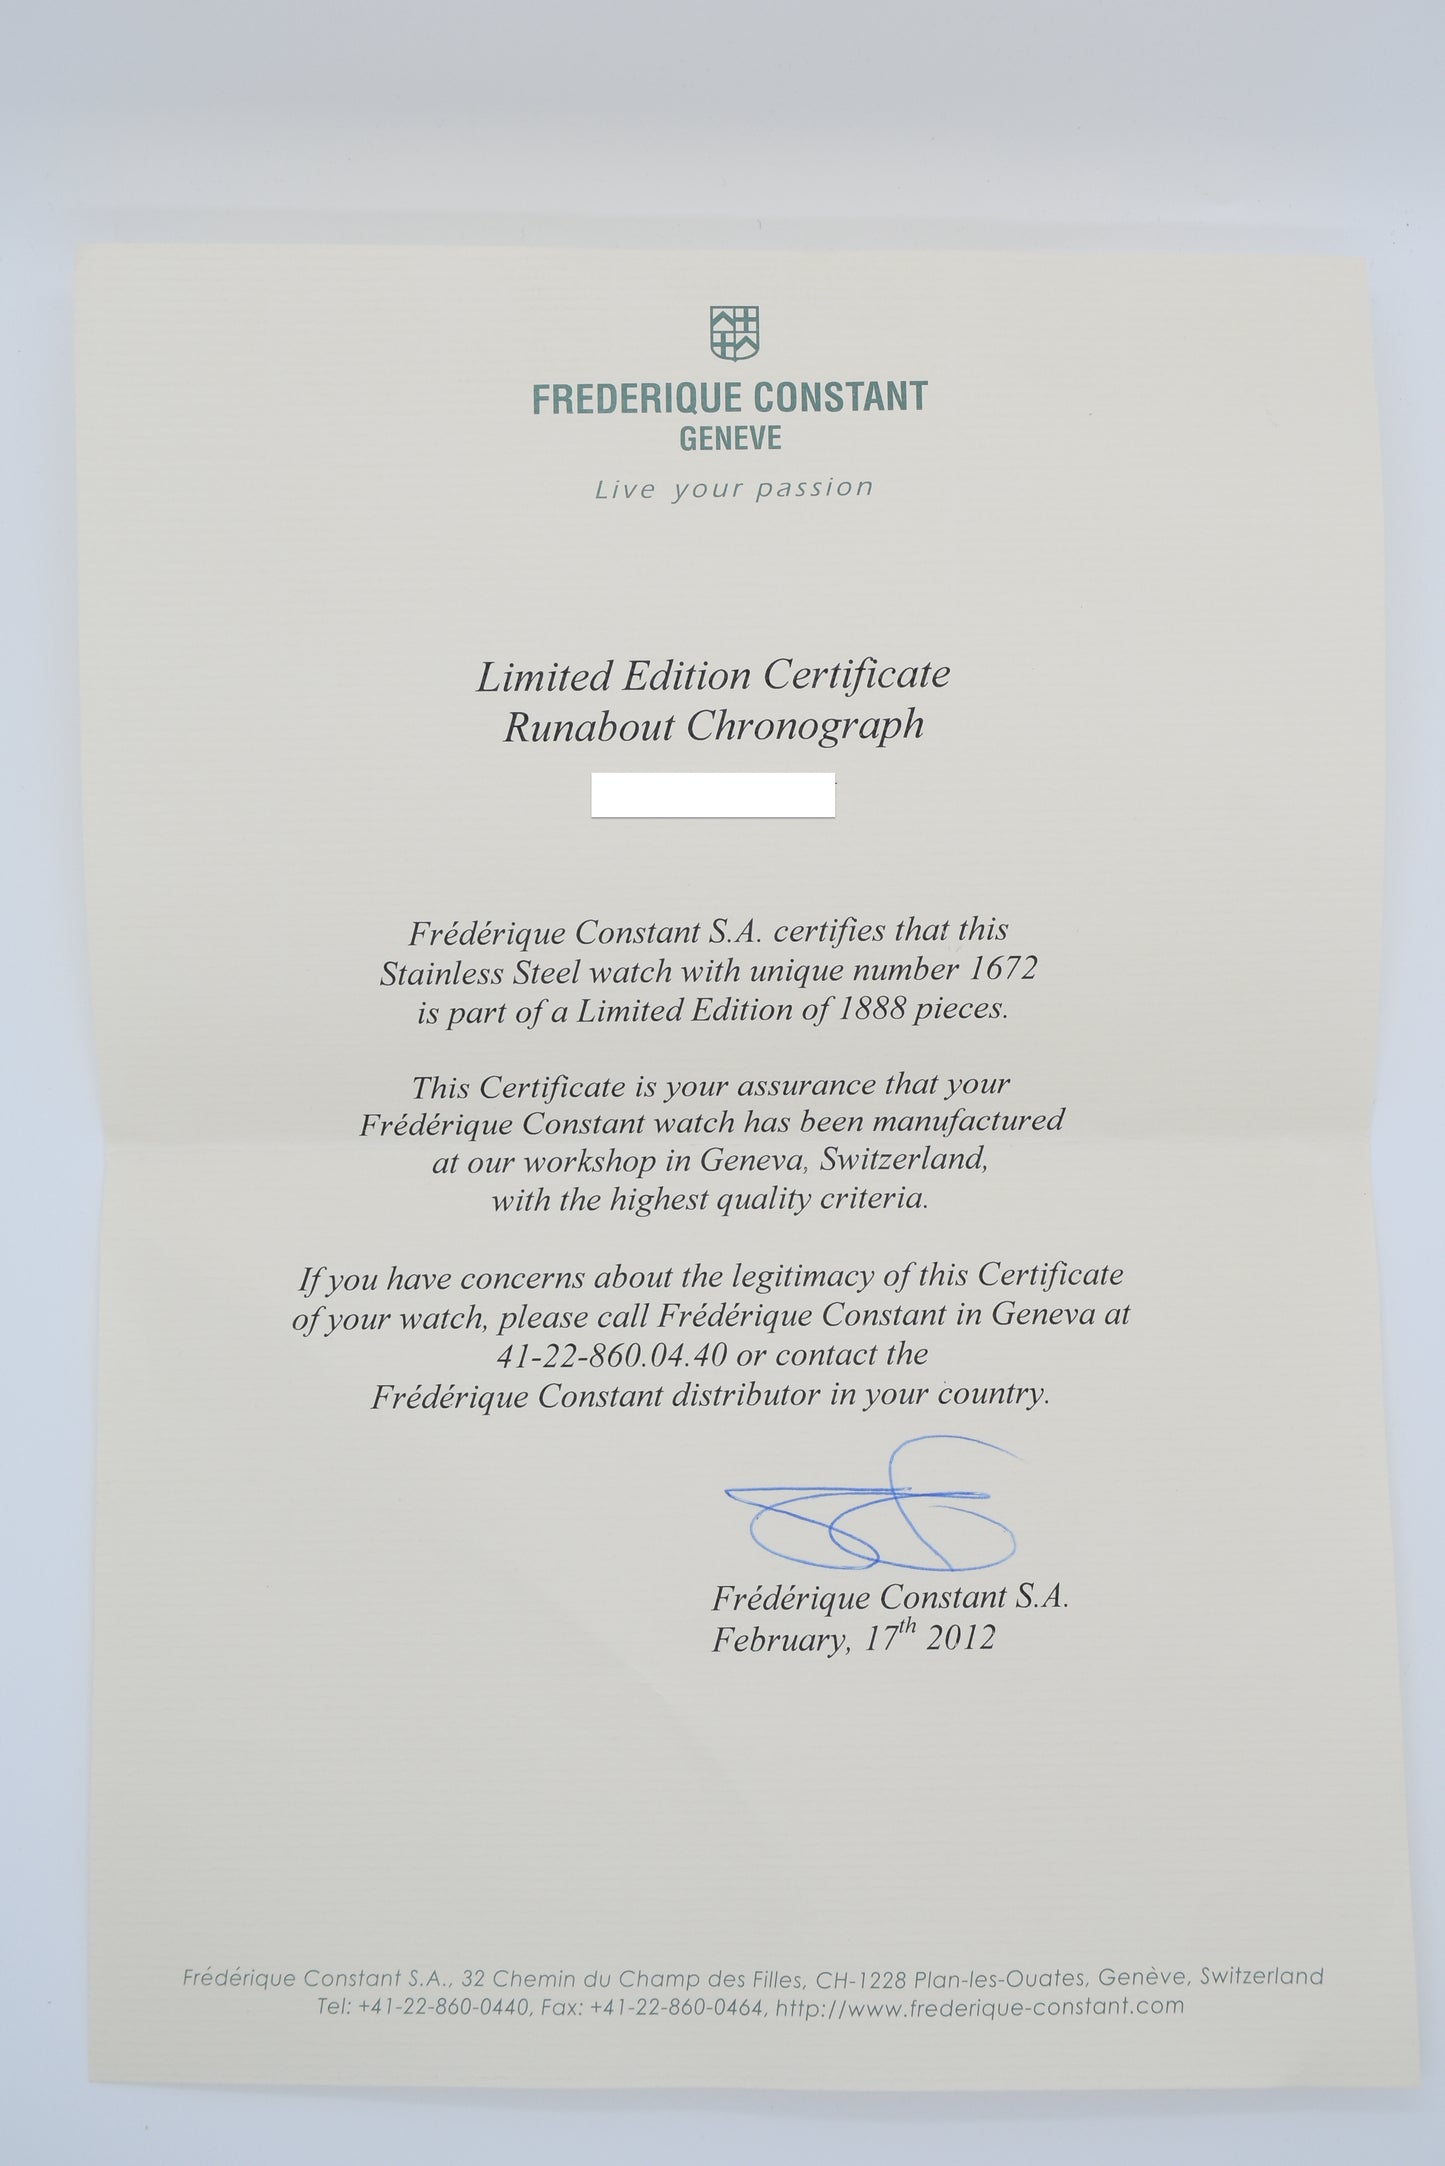 FREDERIQUE CONSTANT
GENEVE
Live your passion
Limited Edition Certificate
Runabout Chronograph
Frédérique Constant S.A. certifies that this
Stainless Steel watch with unique number 1672
is part of a Limited Edition of 1888 pieces.
This Certificate is your assurance that your
Frédérique Constant watch has been manufactured
at our workshop in Geneva, Switzerland,
with the highest quality criteria.
If you have concerns about the legitimacy of this Certificate
of your watch, please call Frédérique Constant in Geneva at
41-22-860.04.40 or contact the
Frédérique Constant distributor in your country.
Frédérique Constant S.A.
February, 17th 2012
Frédérique Constant S.A., 32 Chemin du Champ des Filles, CH-1228 Plan-les-Ouates, Genève, Switzerland
Tel: +41-22-860-0440, Fax: +41-22-860-0464, http://www.frederique-constant.com